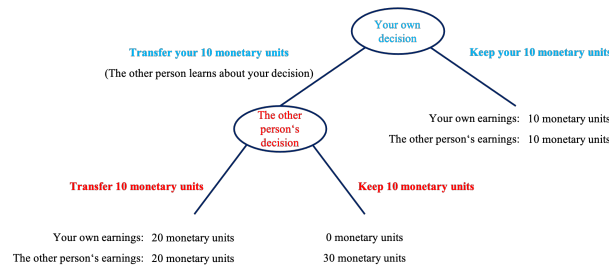 Your own
decision
Transfer your 10 monetary units
Keep your 10 monetary units
(The other person learns about your decision)
The other
person's
decision
Your own earnings: 10 monetary units
The other person's earnings: 10 monetary units
Transfer 10 monetary units
Keep 10 monetary units
Your own earnings: 20 monetary units 0 monetary units
The other person's earnings: 20 monetary units 30 monetary units